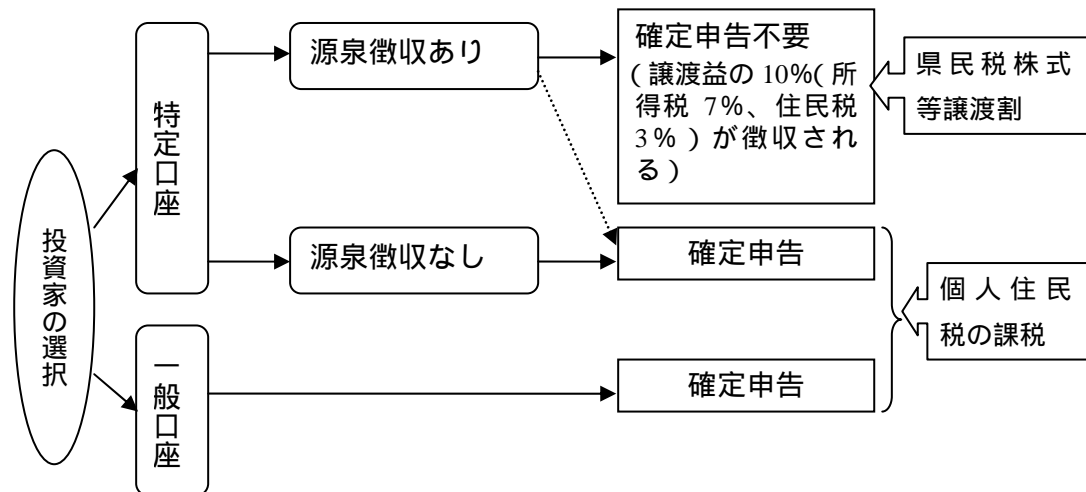 投資家の選択
特定口座
源泉徴収あり
確定申告不要
（譲渡益の 10%（所
得税 7%、住民税
3%）が徴収され
る）
県民税株式
等譲渡割
源泉徴収なし
確定申告
個人住民
税の課税
一般口座
確定申告